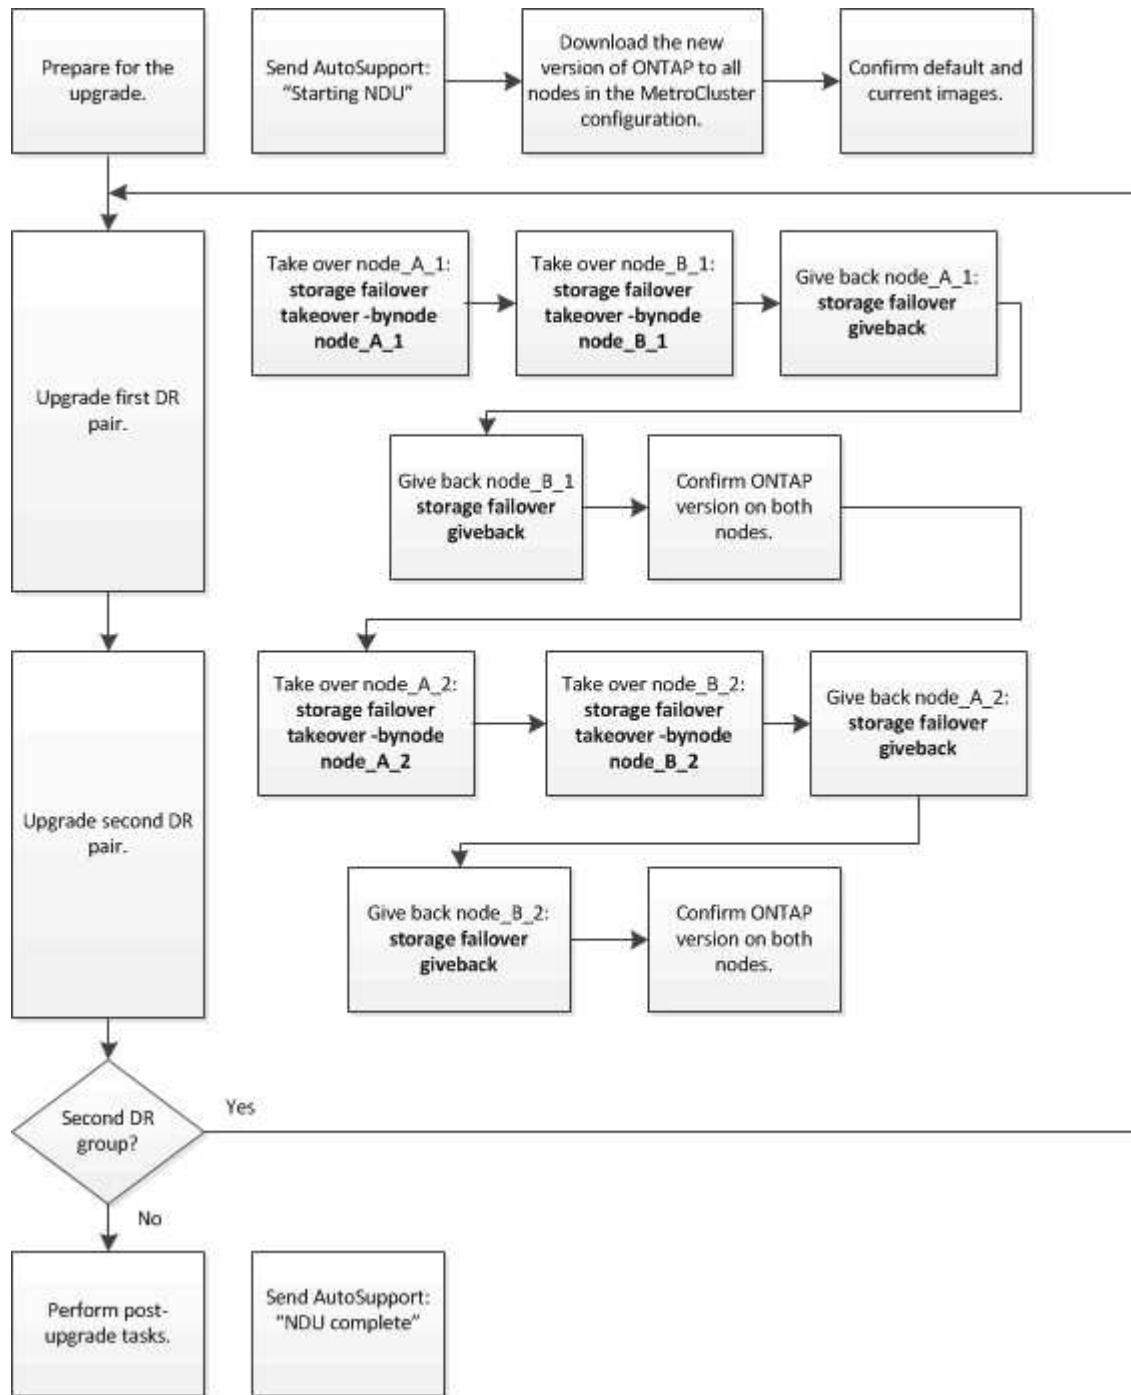 Prepare for the
upgrade.
Send AutoSupport:
“Starting NDU”
Download the new
version of ONTAP to all
nodes in the MetroCluster
configuration.
Confirm default and
current images.
Upgrade first DR
pair.
Take over node_A_1:
storage failover
takeover -bynode
node_A_1
Take over node_B_1:
storage failover
takeover -bynode
node_B_1
Give back node_A_1:
storage failover
giveback
Give back node_B_1
storage failover
giveback
Confirm ONTAP
version on both
nodes.
Upgrade second DR
pair.
Take over node_A_2:
storage failover
takeover -bynode
node_A_2
Take over node_B_2:
storage failover
takeover -bynode
node_B_2
Give back node_A_2:
storage failover
giveback
Give back node_B_2:
storage failover
giveback
Confirm ONTAP
version on both
nodes.
Second DR
group?
Yes
No
Perform post-
upgrade tasks.
Send AutoSupport:
“NDU complete”